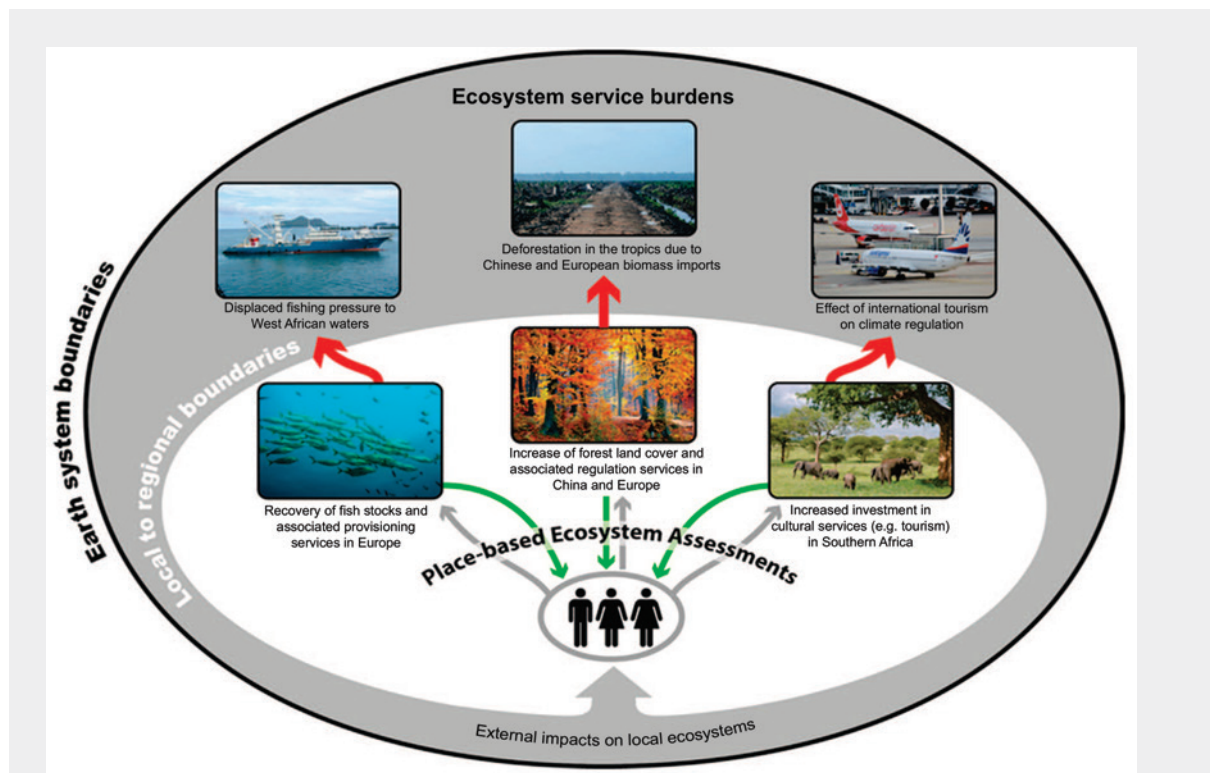 Ecosystem service burdens
Deforestation in the tropics due to
Chinese and European biomass imports
Displaced fishing pressure to
West African waters
Effect of international tourism
on climate regulation
Earth system boundaries
Local to regional boundaries
Recovery of fish stocks and
associated provisioning
services in Europe
Increase of forest land cover and
associated regulation services in
China and Europe
Increased investment in
cultural services (e.g. tourism)
in Southern Africa
Place-based Ecosystem Assessments
External impacts on local ecosystems